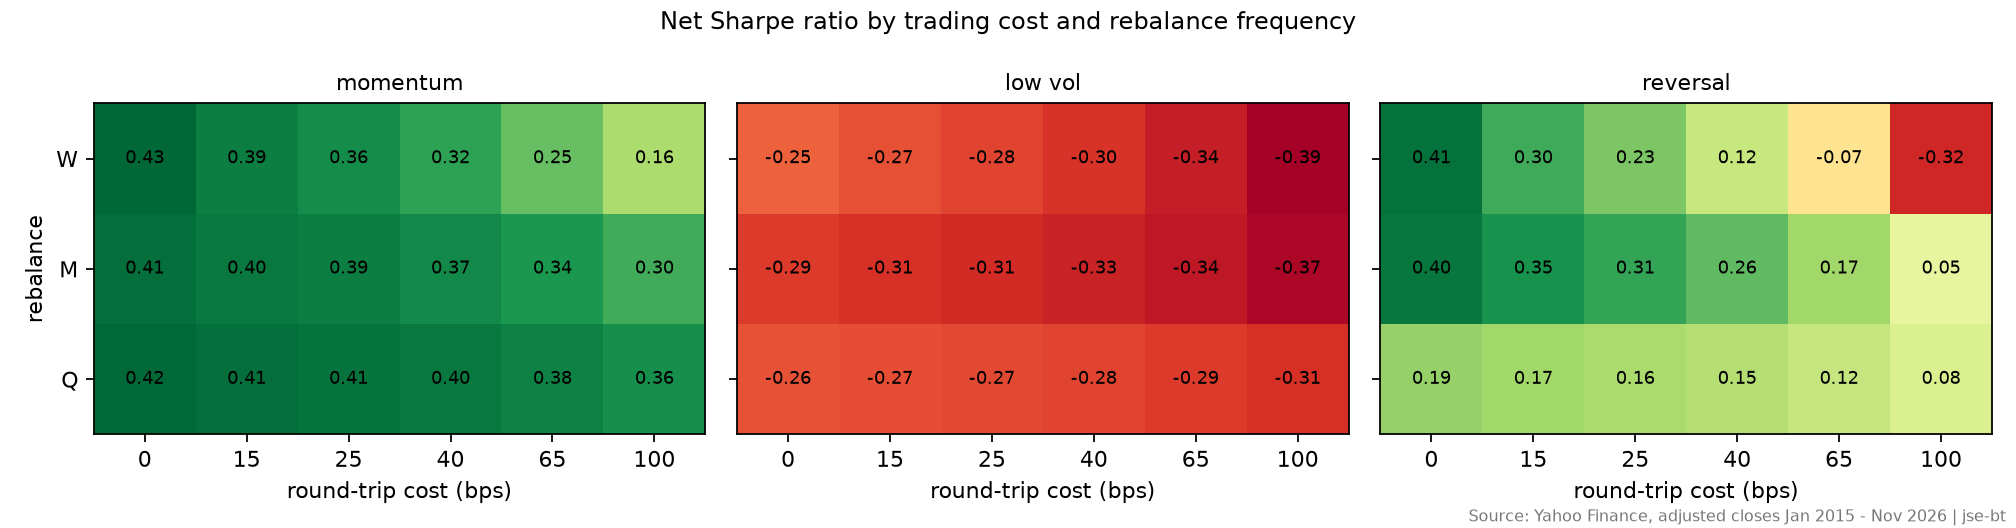 Net Sharpe ratio by trading cost and rebalance frequency
momentum
low vol
reversal
rebalance
W
0.43 0.39 0.36 0.32 0.25 0.16
-0.25 -0.27 -0.28 -0.30 -0.34 -0.39
0.41 0.30 0.23 0.12 -0.07 -0.32
M
0.41 0.40 0.39 0.37 0.34 0.30
-0.29 -0.31 -0.31 -0.33 -0.34 -0.37
0.40 0.35 0.31 0.26 0.17 0.05
Q
0.42 0.41 0.41 0.40 0.38 0.36
-0.26 -0.27 -0.27 -0.28 -0.29 -0.31
0.19 0.17 0.16 0.15 0.12 0.08
0 15 25 40 65 100
0 15 25 40 65 100
0 15 25 40 65 100
round-trip cost (bps)
round-trip cost (bps)
round-trip cost (bps)
Source: Yahoo Finance, adjusted closes Jan 2015 - Nov 2026 | jse-bt